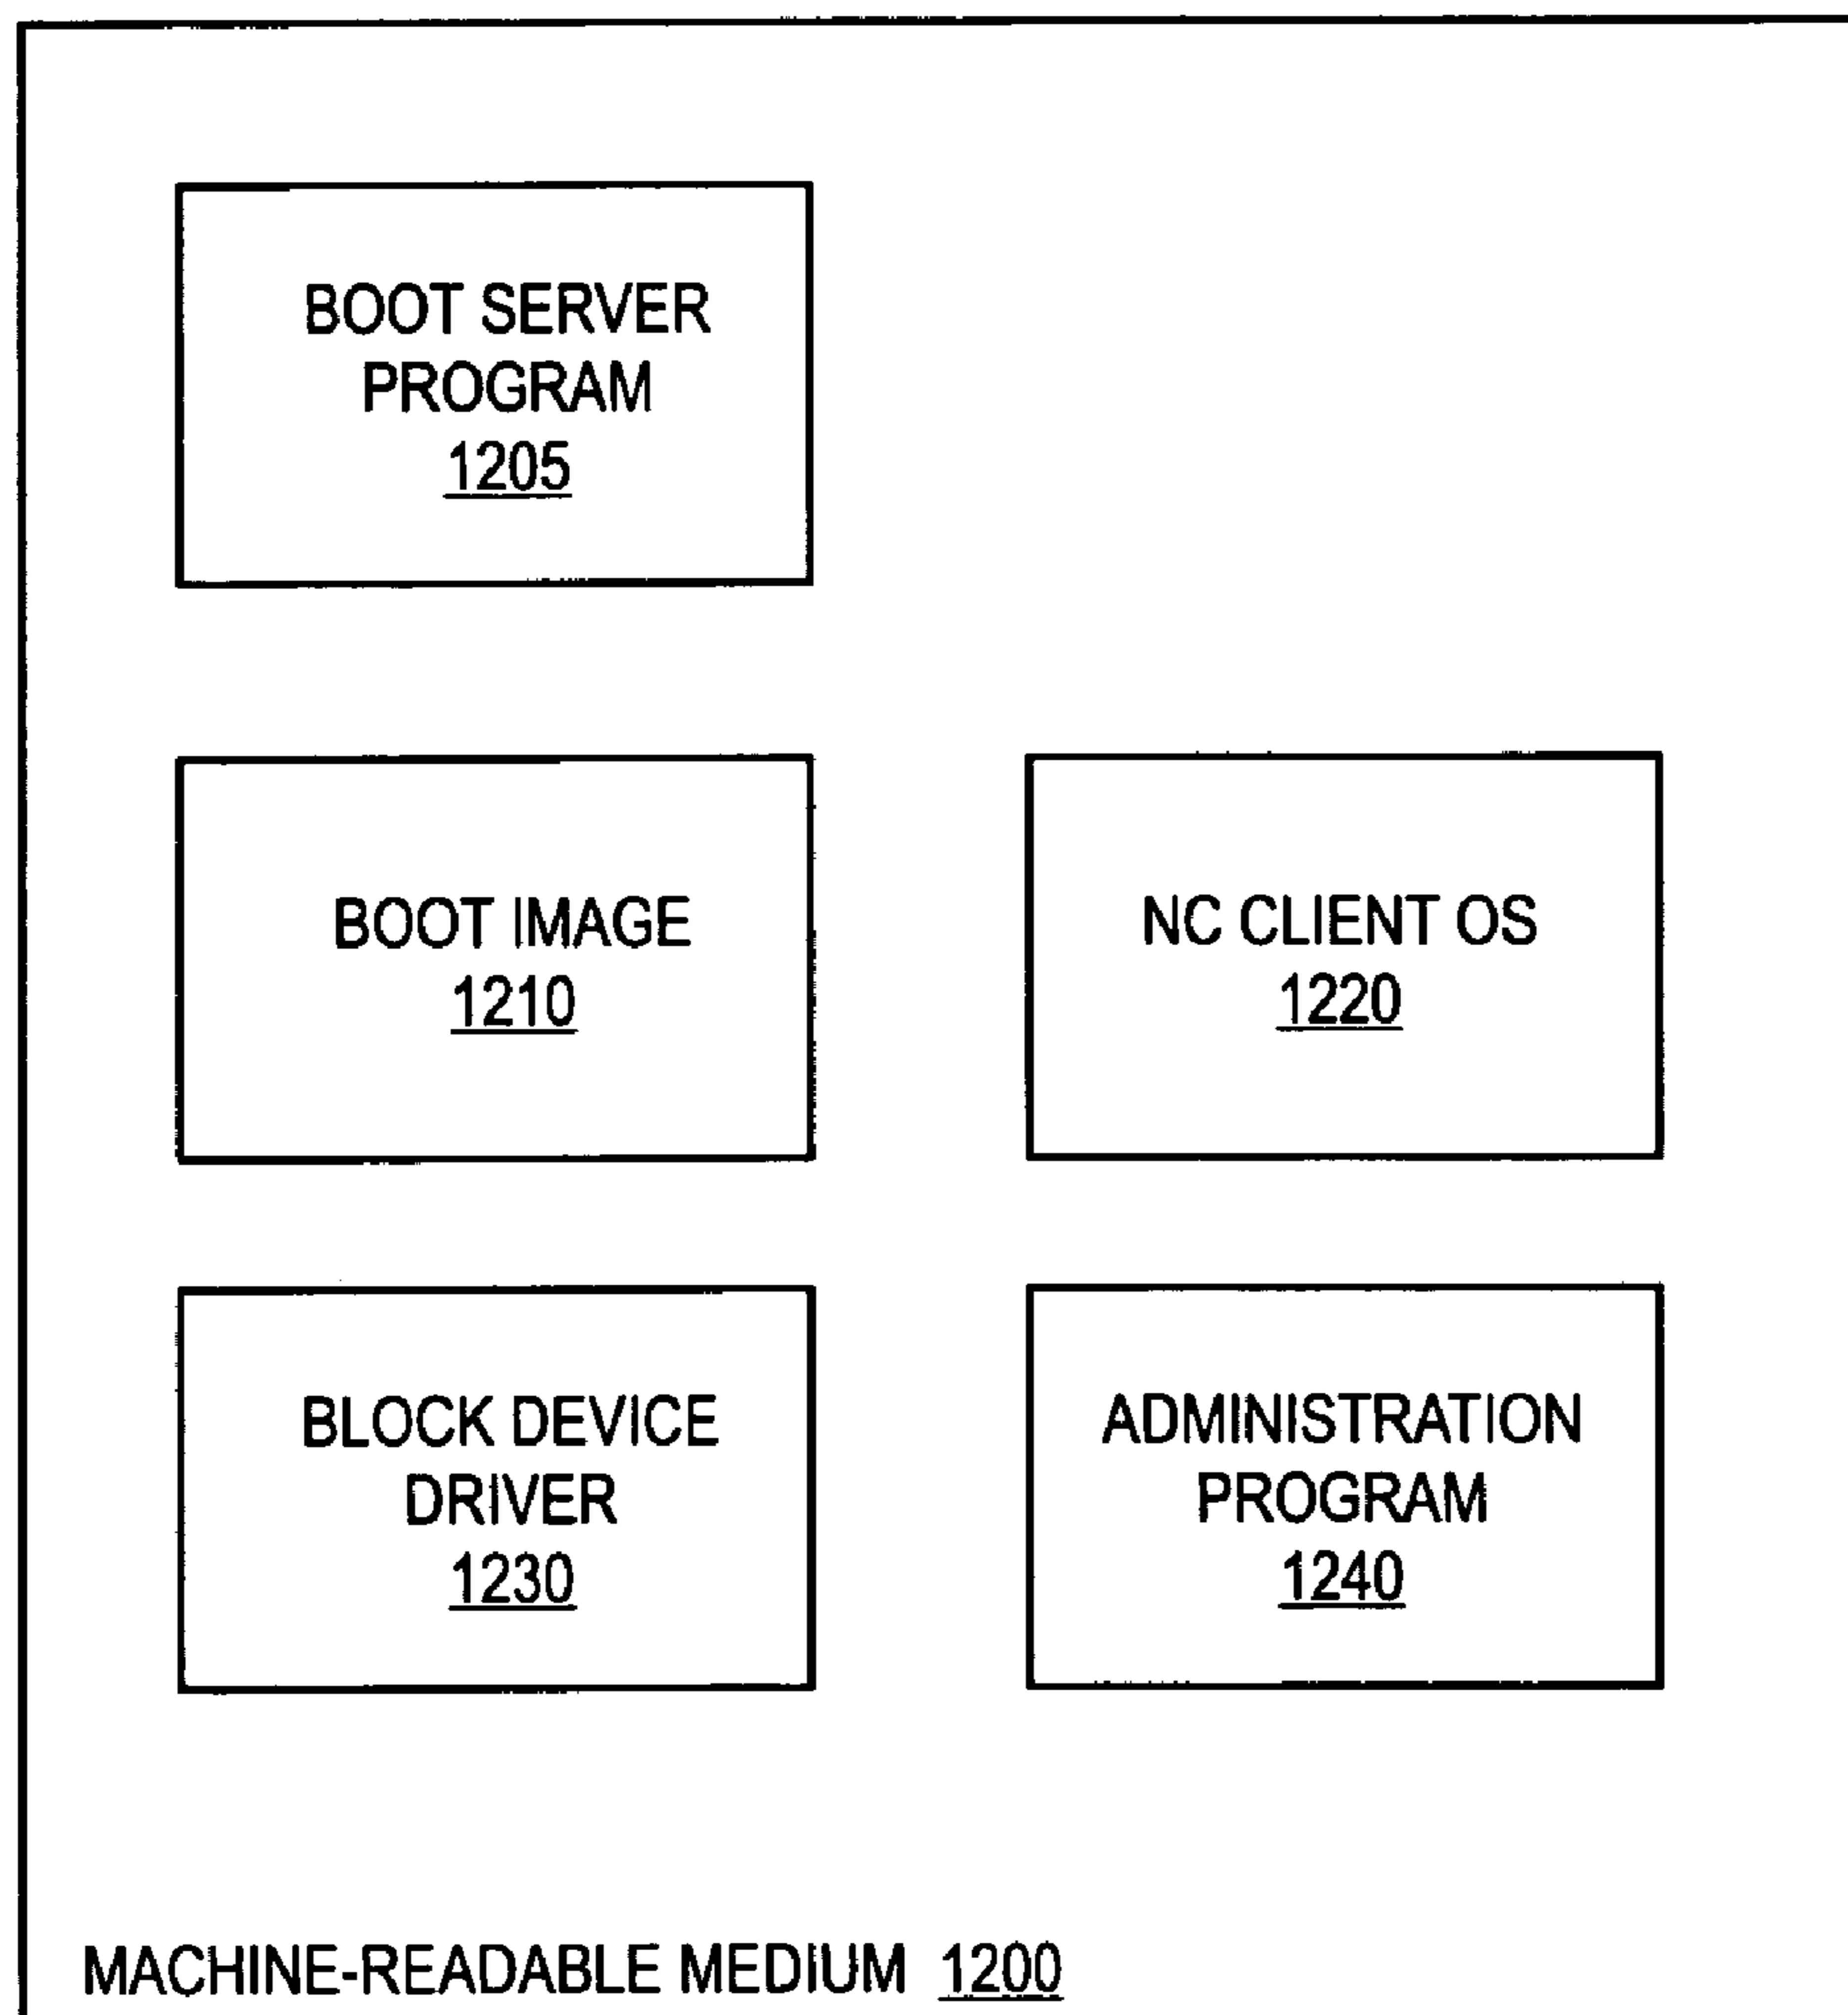 BOOT SERVER
PROGRAM
1205
BOOT IMAGE
1210
NC CLIENT OS
1220
BLOCK DEVICE
DRIVER
1230
ADMINISTRATION
PROGRAM
1240
MACHINE-READABLE MEDIUM 1200